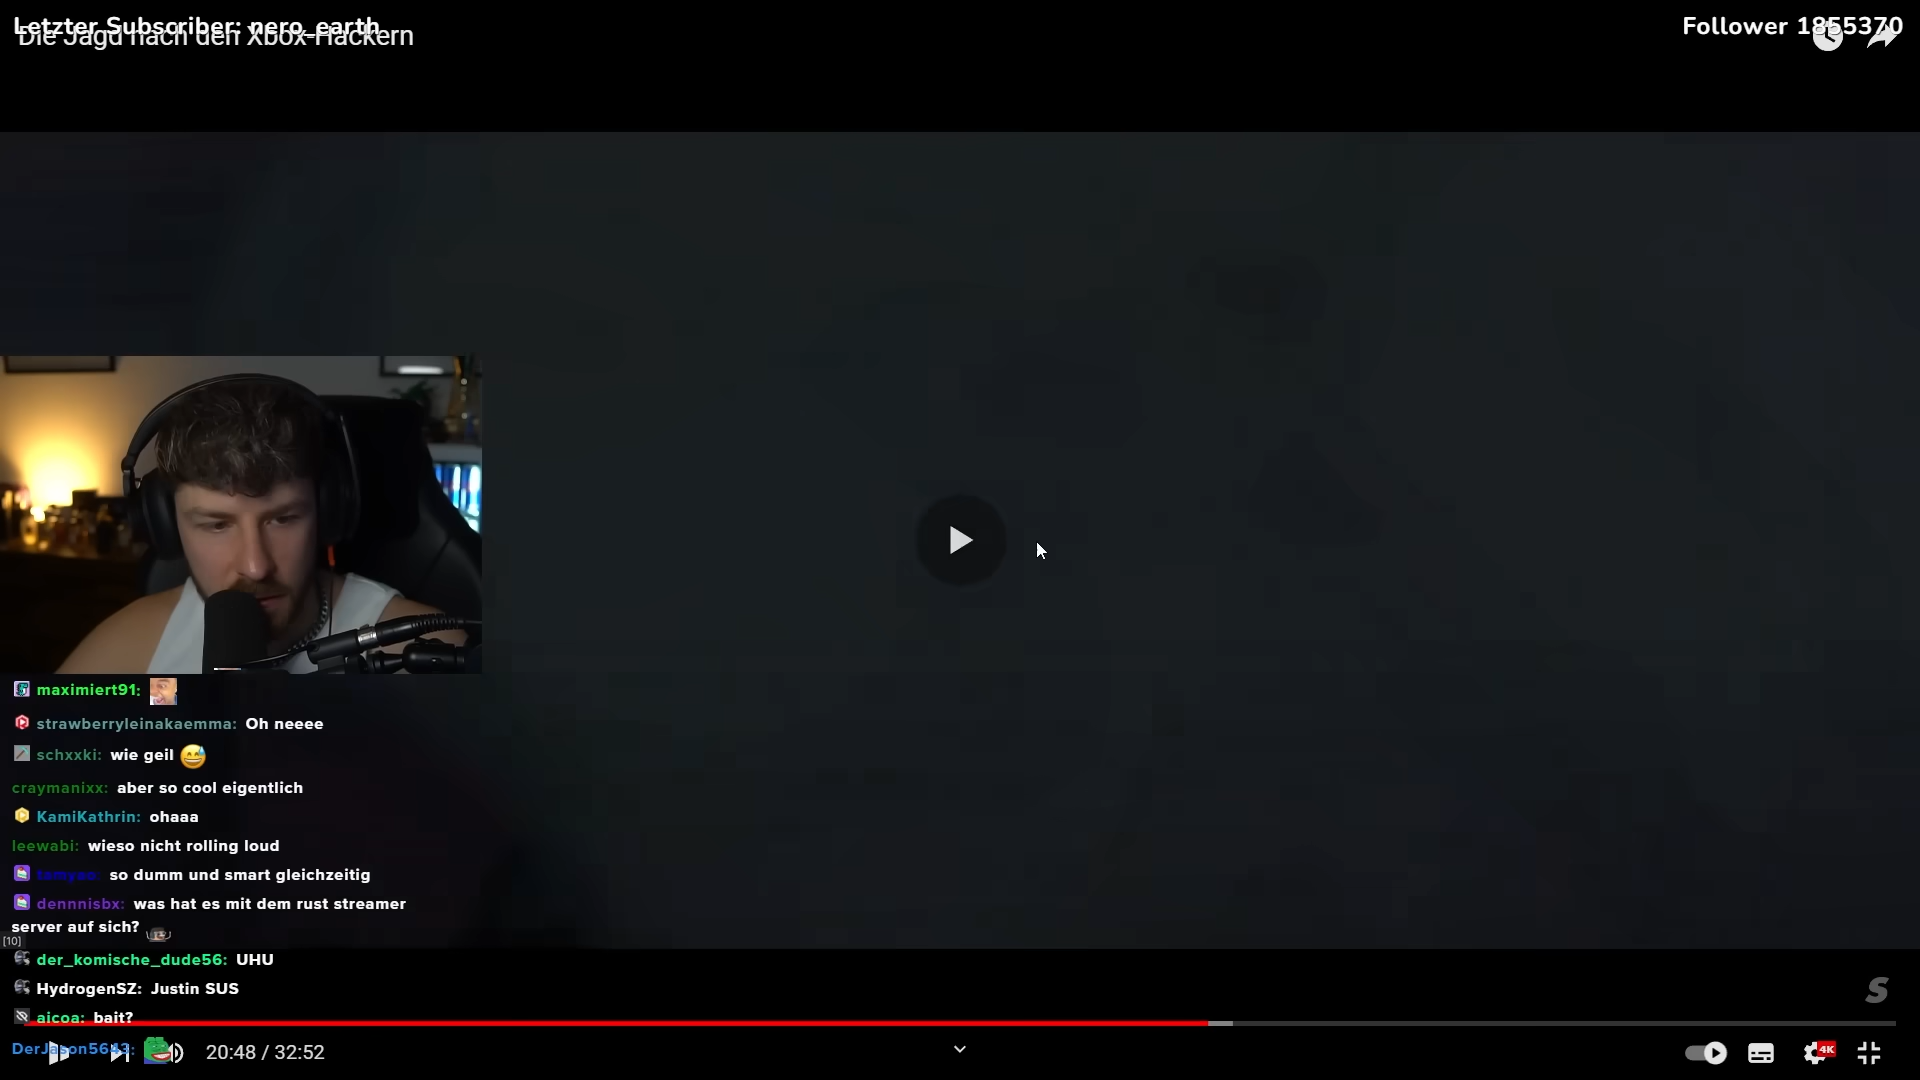 Letzter Subscriber: nero_earth
Die Jagd nach den Xbox-Hackern
Follower 1855370
maximiert91:
strawberryleinakaemma: Oh neeee
schxxki: wie geil 😅
craymanixx: aber so cool eigentlich
KamiKathrin: ohaaa
leewabi: wieso nicht rolling loud
so dumm und smart gleichzeitig
dennnisbx: was hat es mit dem rust streamer
server auf sich?
[10]
der_komische_dude56: UHU
HydrogenSZ: Justin SUS
aicoa: bait?
20:48 / 32:52
4K
S